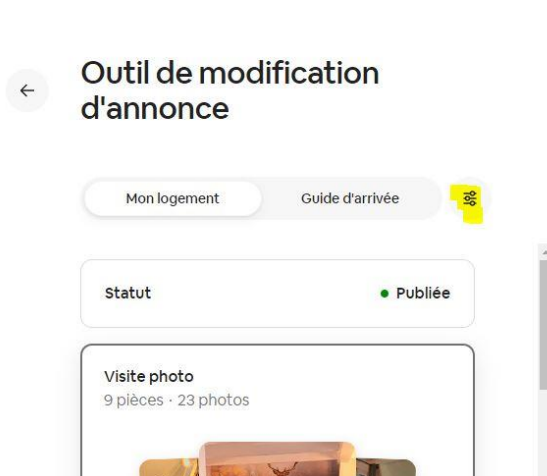 Outil de modification
d'annonce
Mon logement Guide d'arrivée
Statut Publiée
Visite photo
9 pièces · 23 photos